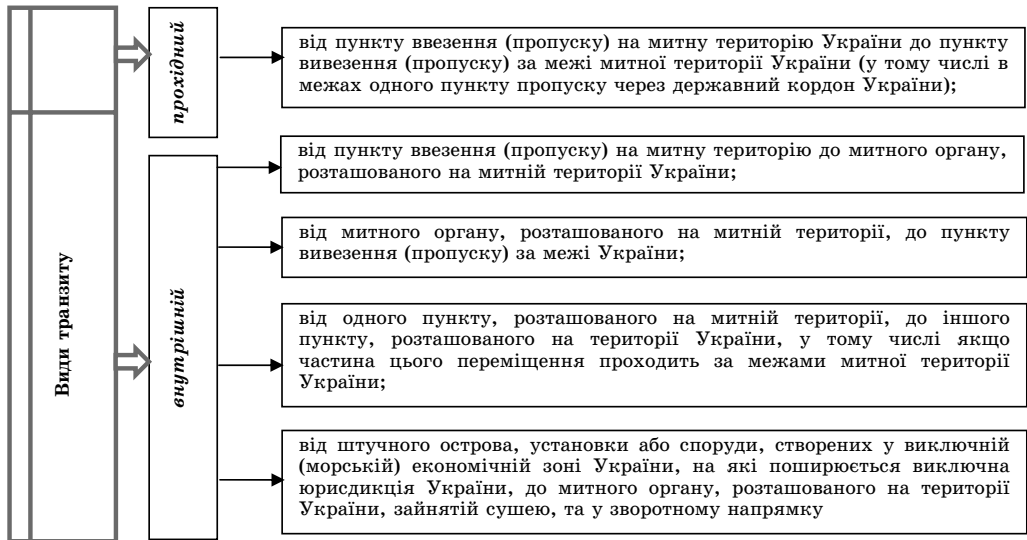 Види транзиту
прохідний
від пункту ввезення (пропуску) на митну територію України до пункту
вивезення (пропуску) за межі митної території України (у тому числі в
межах одного пункту пропуску через державний кордон України);
внутрішній
від пункту ввезення (пропуску) на митну територію до митного органу,
розташованого на митній території України;
від митного органу, розташованого на митній території, до пункту
вивезення (пропуску) за межі України;
від одного пункту, розташованого на митній території, до іншого
пункту, розташованого на території України, у тому числі якщо
частина цього переміщення проходить за межами митної території
України;
від штучного острова, установки або споруди, створених у виключній
(морській) економічній зоні України, на які поширюється виключна
юрисдикція України, до митного органу, розташованого на території
України, зайнятій сушею, та у зворотному напрямку